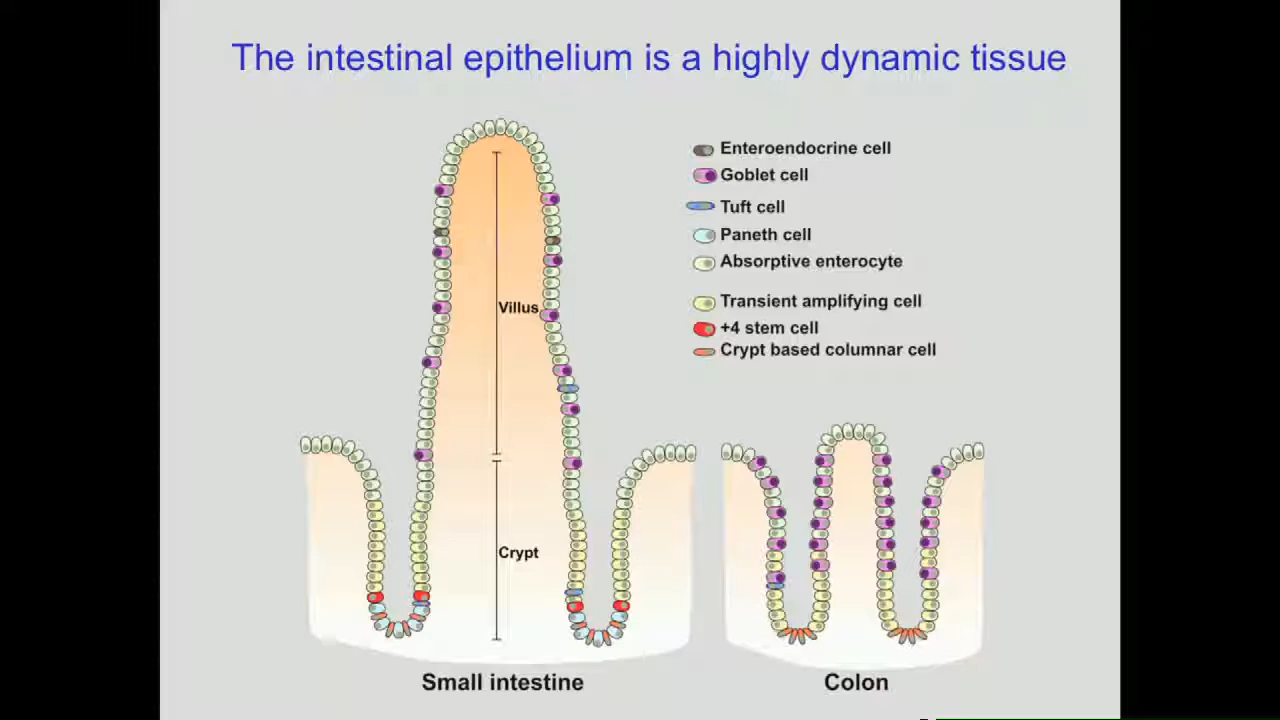 The intestinal epithelium is a highly dynamic tissue
Enteroendocrine cell
Goblet cell
Tuft cell
Paneth cell
Absorptive enterocyte
Transient amplifying cell
+4 stem cell
Crypt based columnar cell
Villus
Crypt
Small intestine
Colon